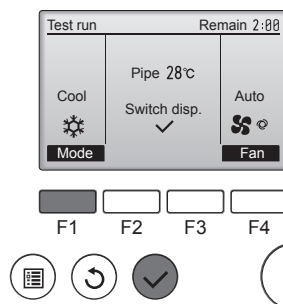 Test run Remain 2:00
Pipe 28℃
Cool Auto
Switch disp.
Mode Fan
F1 F2 F3 F4